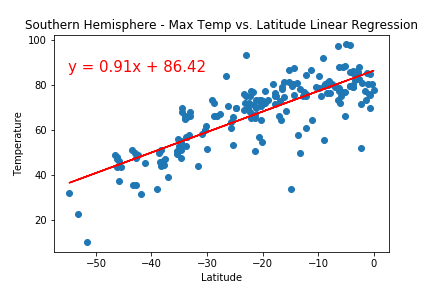 Southern Hemisphere - Max Temp vs. Latitude Linear Regression
100
y = 0.91x + 86.42
80
60
40
20
Temperature
−50
−40
−30
−20
−10
0
Latitude